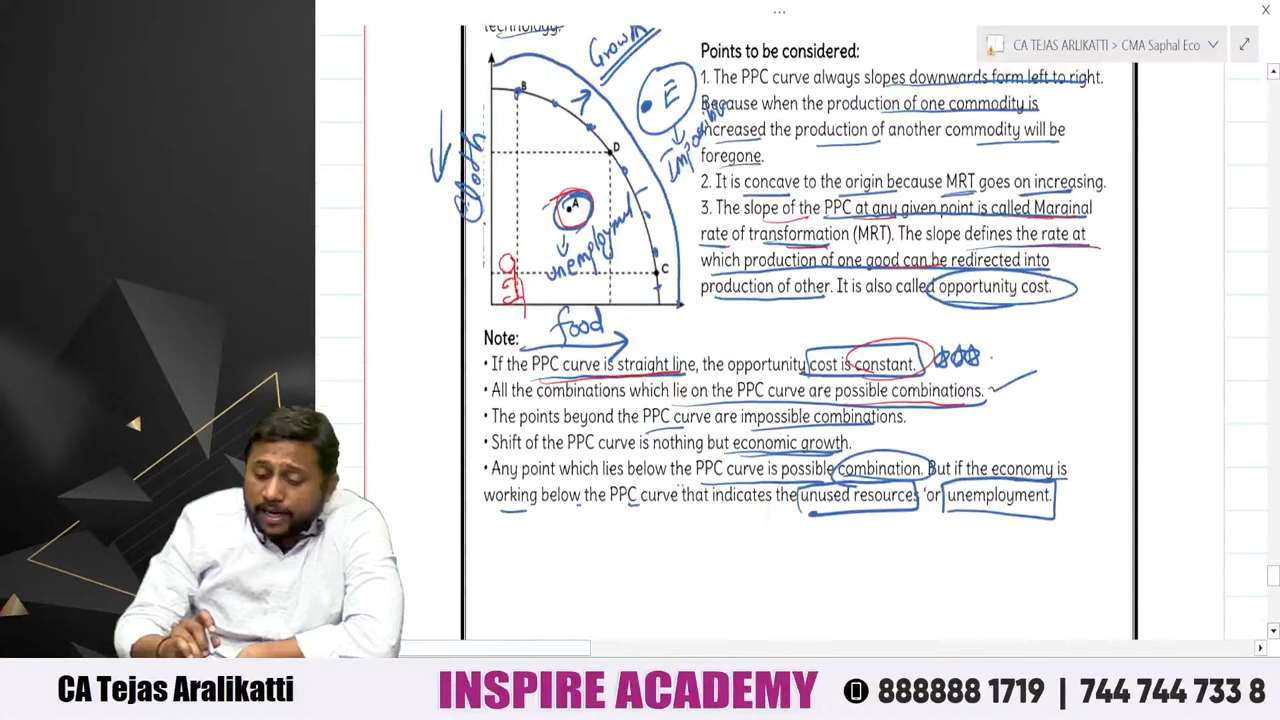 ...
X
CA TEJAS ARLIKATTI > CMA Saphal Eco
technology.
Growth
B
D
A
C
E
Impossible
Cloth
unemployment
food
Points to be considered:
1. The PPC curve always slopes downwards form left to right.
Because when the production of one commodity is
increased the production of another commodity will be
foregone.
2. It is concave to the origin because MRT goes on increasing.
3. The slope of the PPC at any given point is called Marginal
rate of transformation (MRT). The slope defines the rate at
which production of one good can be redirected into
production of other. It is also called opportunity cost.
Note:
• If the PPC curve is straight line, the opportunity cost is constant.
• All the combinations which lie on the PPC curve are possible combinations.
• The points beyond the PPC curve are impossible combinations.
• Shift of the PPC curve is nothing but economic growth.
• Any point which lies below the PPC curve is possible combination. But if the economy is
working below the PPC curve that indicates the unused resources 'or unemployment.
CA Tejas Aralikatti
INSPIRE ACADEMY
888888 1719 | 744 744 733 8